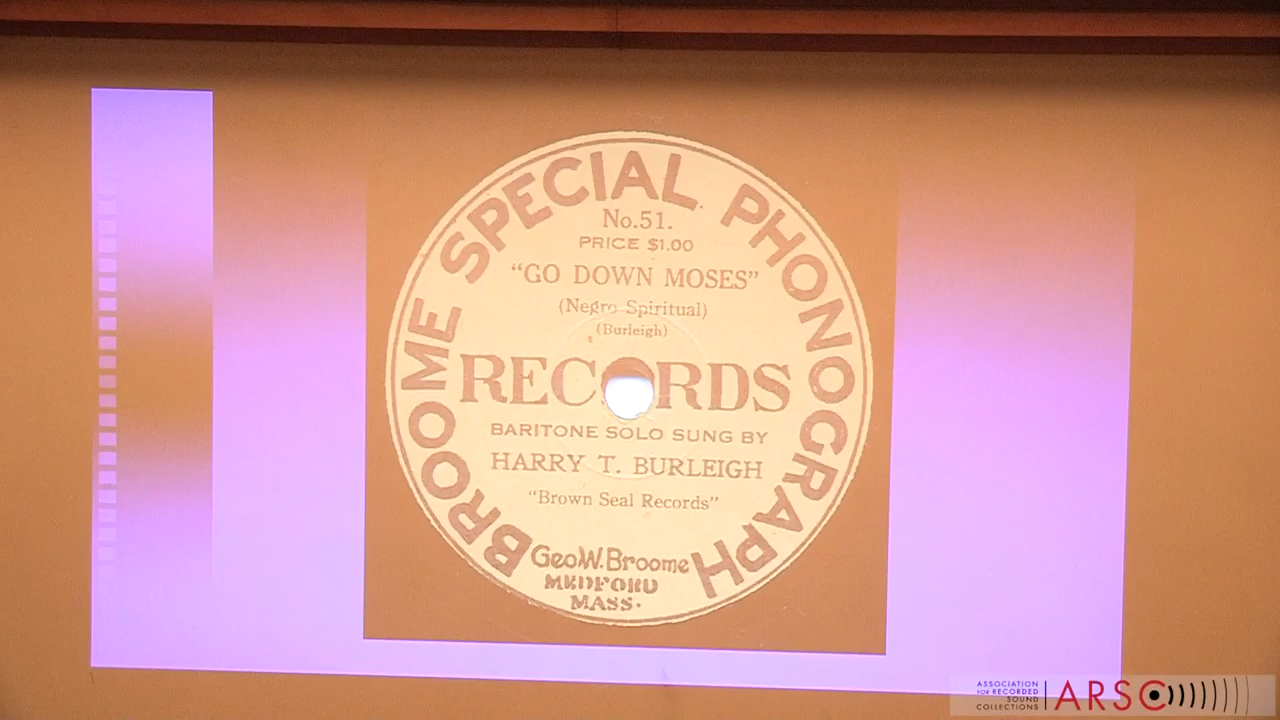 BROOME SPECIAL PHONOGRAPH
No.51.
PRICE $1.00
"GO DOWN MOSES"
(Negro Spiritual)
(Burleigh)
RECORDS
BARITONE SOLO SUNG BY
HARRY T. BURLEIGH
"Brown Seal Records"
Geo.W.Broome
MEDFORD
MASS.
ASSOCIATION
FOR RECORDED
SOUND
COLLECTIONS
ARSC